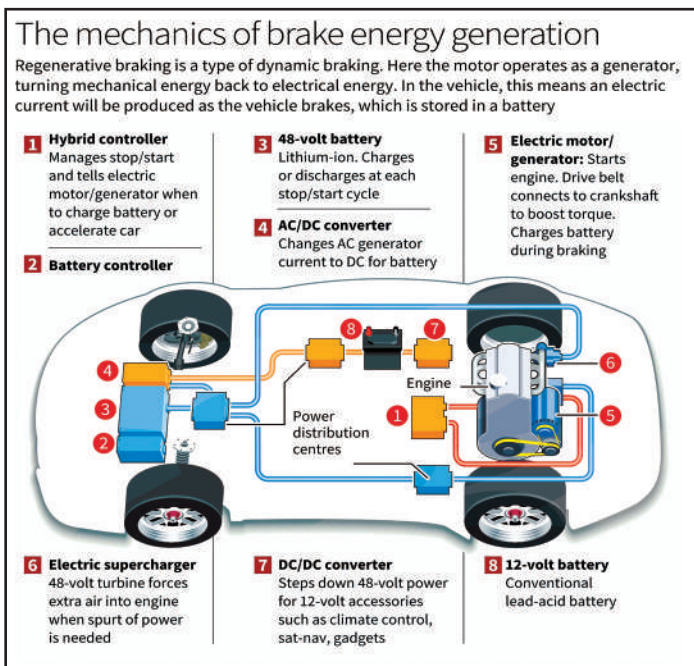 The mechanics of brake energy generation
Regenerative braking is a type of dynamic braking. Here the motor operates as a generator,
turning mechanical energy back to electrical energy. In the vehicle, this means an electric
current will be produced as the vehicle brakes, which is stored in a battery
1 Hybrid controller
Manages stop/start
and tells electric
motor/generator when
to charge battery or
accelerate car
2 Battery controller
3 48-volt battery
Lithium-ion. Charges
or discharges at each
stop/start cycle
4 AC/DC converter
Changes AC generator
current to DC for battery
5 Electric motor/
generator: Starts
engine. Drive belt
connects to crankshaft
to boost torque.
Charges battery
during braking
8
7
4
6
Engine
3
1
5
Power
distribution
centres
2
6 Electric supercharger
48-volt turbine forces
extra air into engine
when spurt of power
is needed
7 DC/DC converter
Steps down 48-volt power
for 12-volt accessories
such as climate control,
sat-nav, gadgets
8 12-volt battery
Conventional
lead-acid battery